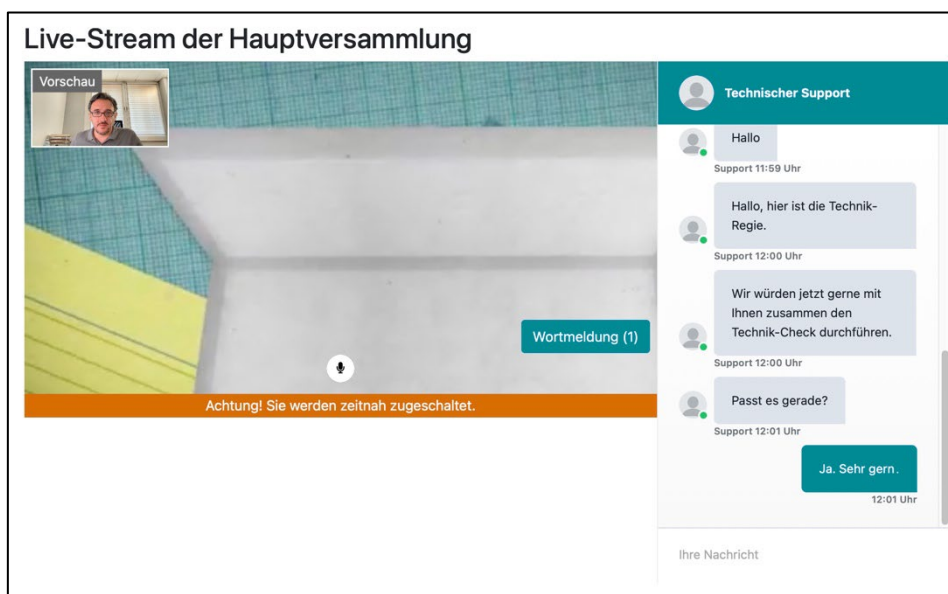 Live-Stream der Hauptversammlung
Vorschau
Wortmeldung (1)
Achtung! Sie werden zeitnah zugeschaltet.
Technischer Support
Hallo
Support 11:59 Uhr
Hallo, hier ist die Technik-
Regie.
Support 12:00 Uhr
Wir würden jetzt gerne mit
Ihnen zusammen den
Technik-Check durchführen.
Support 12:00 Uhr
Passt es gerade?
Support 12:01 Uhr
Ja. Sehr gern.
12:01 Uhr
Ihre Nachricht